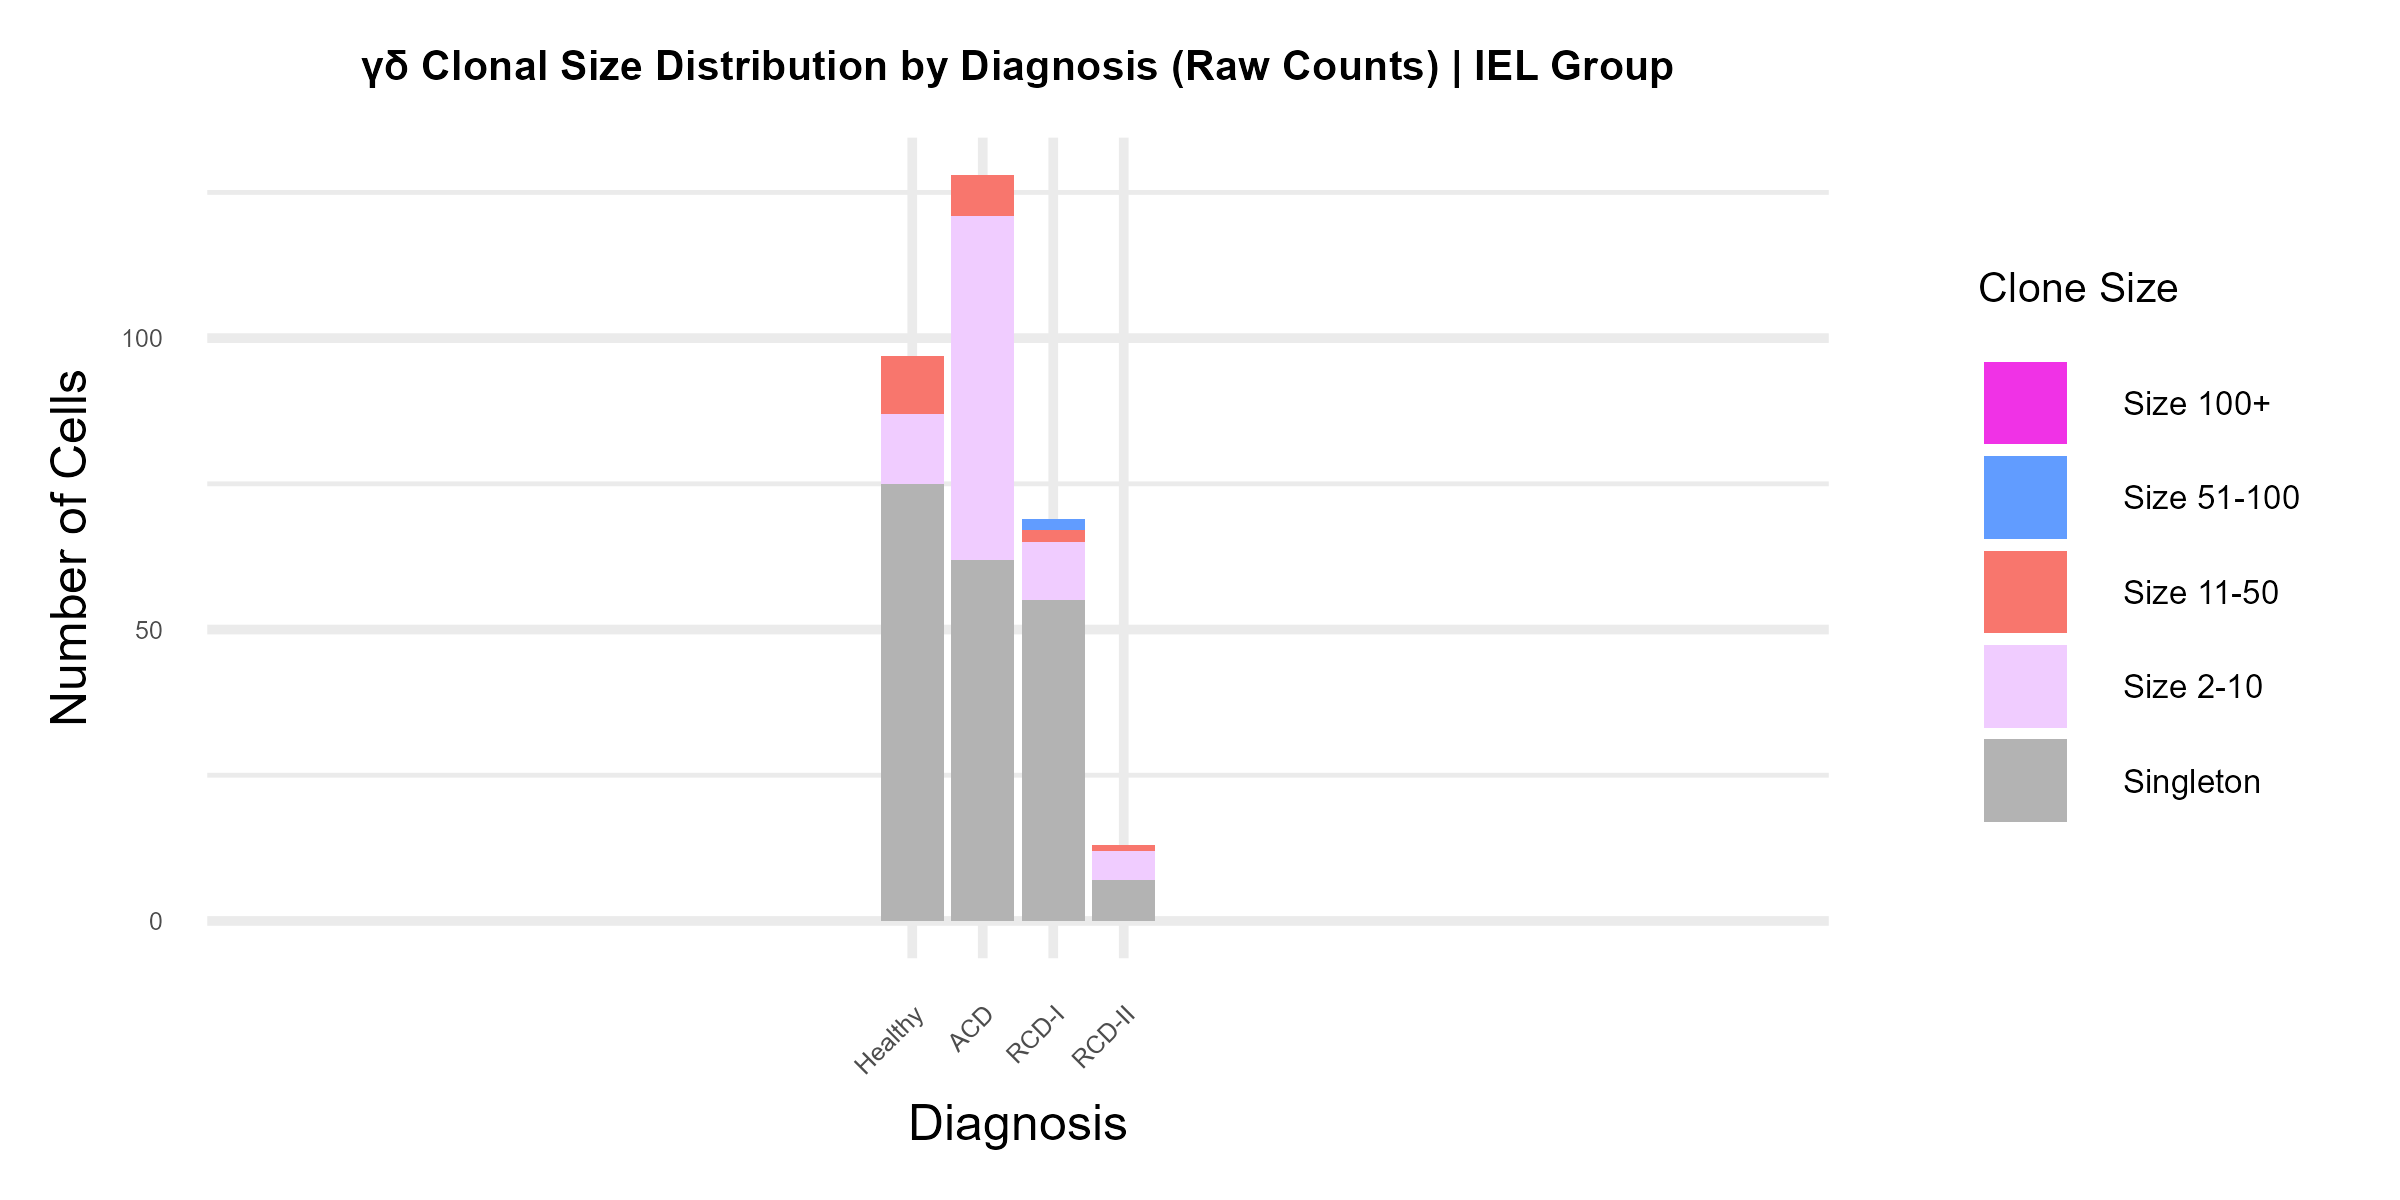 γδ Clonal Size Distribution by Diagnosis (Raw Counts) | IEL Group
Number of Cells
100
50
0
Healthy
ACD
RCD-I
RCD-II
Diagnosis
Clone Size
Size 100+
Size 51-100
Size 11-50
Size 2-10
Singleton